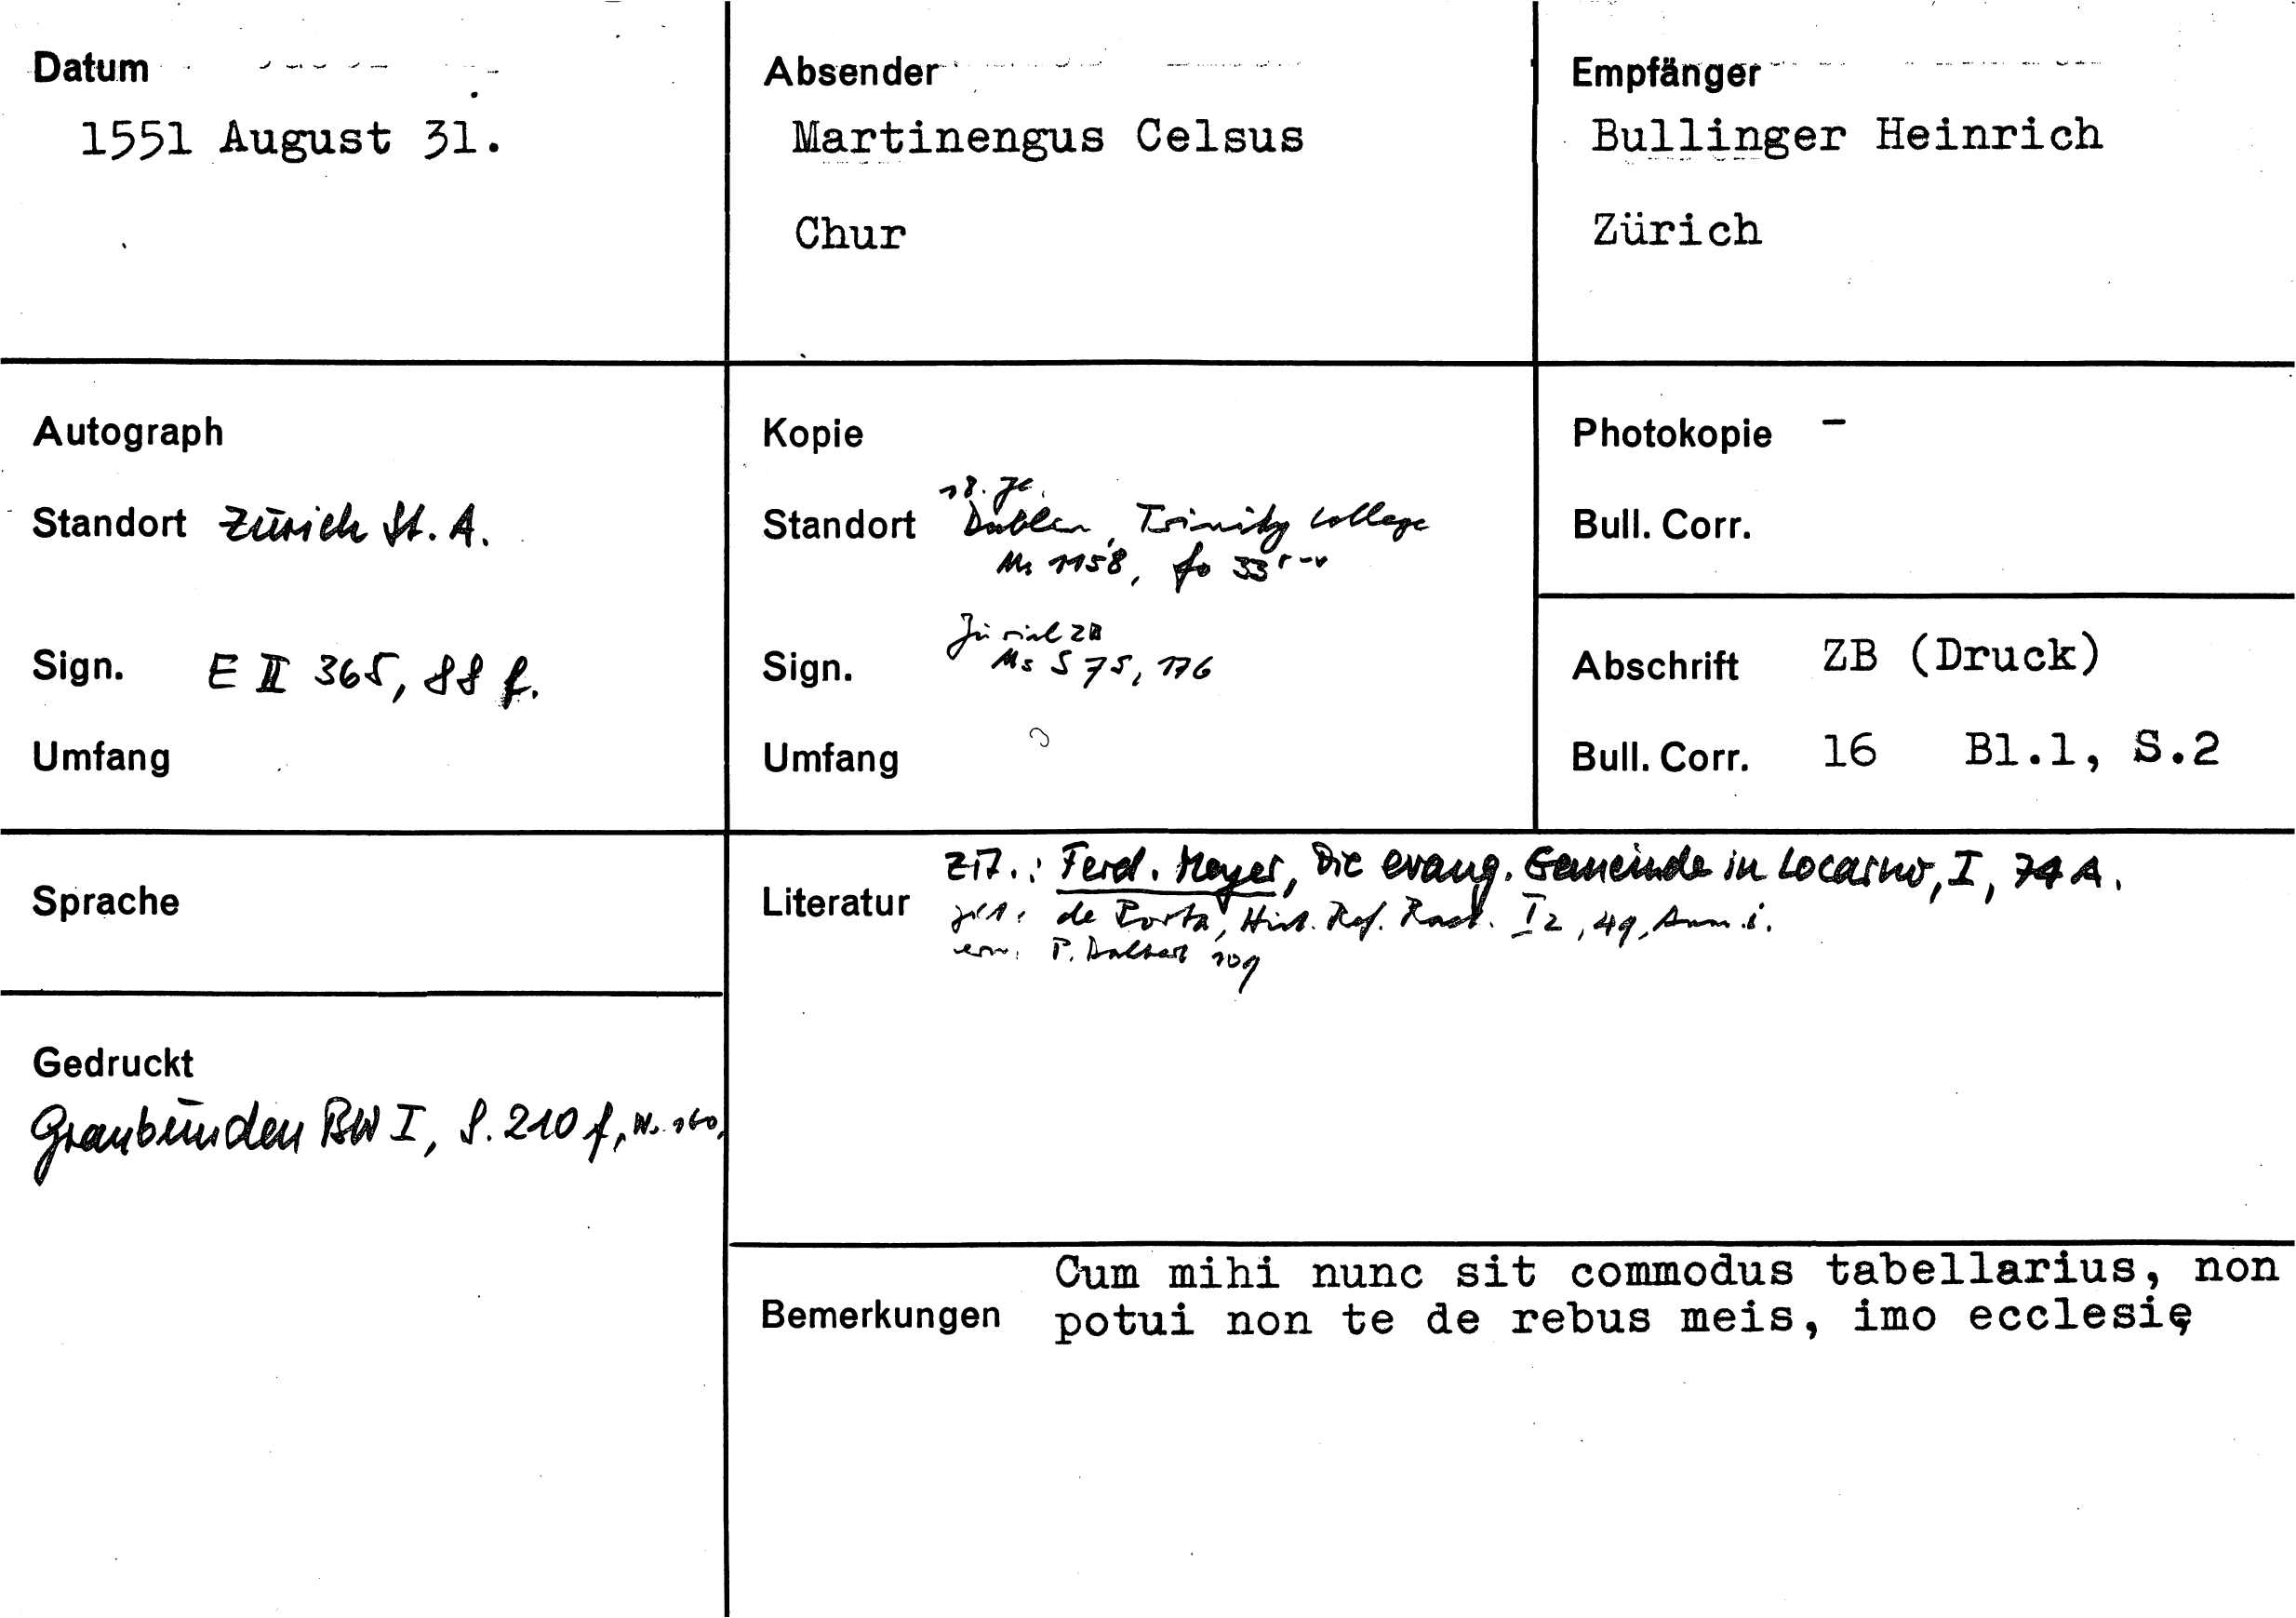 Datum
1551 August 31.
Absender
Martinengus Celsus
Chur
Empfänger
Bullinger Heinrich
Zürich
Autograph
Standort Zürich St. A.
Sign. E II 365, 88 f.
Umfang
Kopie
18. Jh.
Standort Dublin, Trinity College
Ms 1158, fo 33 r-v
Zürich ZB
Sign. Ms S 75, 176
Umfang
Photokopie -
Bull. Corr.
Abschrift ZB (Druck)
Bull. Corr. 16 Bl.1, S.2
Sprache
Gedruckt
Graubünden BW I, S. 210 f, Nr. 160,
Literatur
zit.: Ferd. Meyer, Die evang. Gemeinde in Locarno, I, 74 A.
zit.: de Porta, Hist. Ref. Raet. I 2, 49, Anm. i.
erw. P. Dalbert 109
Bemerkungen
Cum mihi nunc sit commodus tabellarius, non
potui non te de rebus meis, imo ecclesię